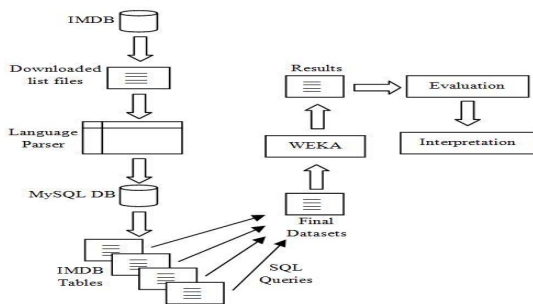 IMDB
Downloaded
list files
Language
Parser
MySQL DB
IMDB
Tables
SQL
Queries
Final
Datasets
WEKA
Results
Evaluation
Interpretation